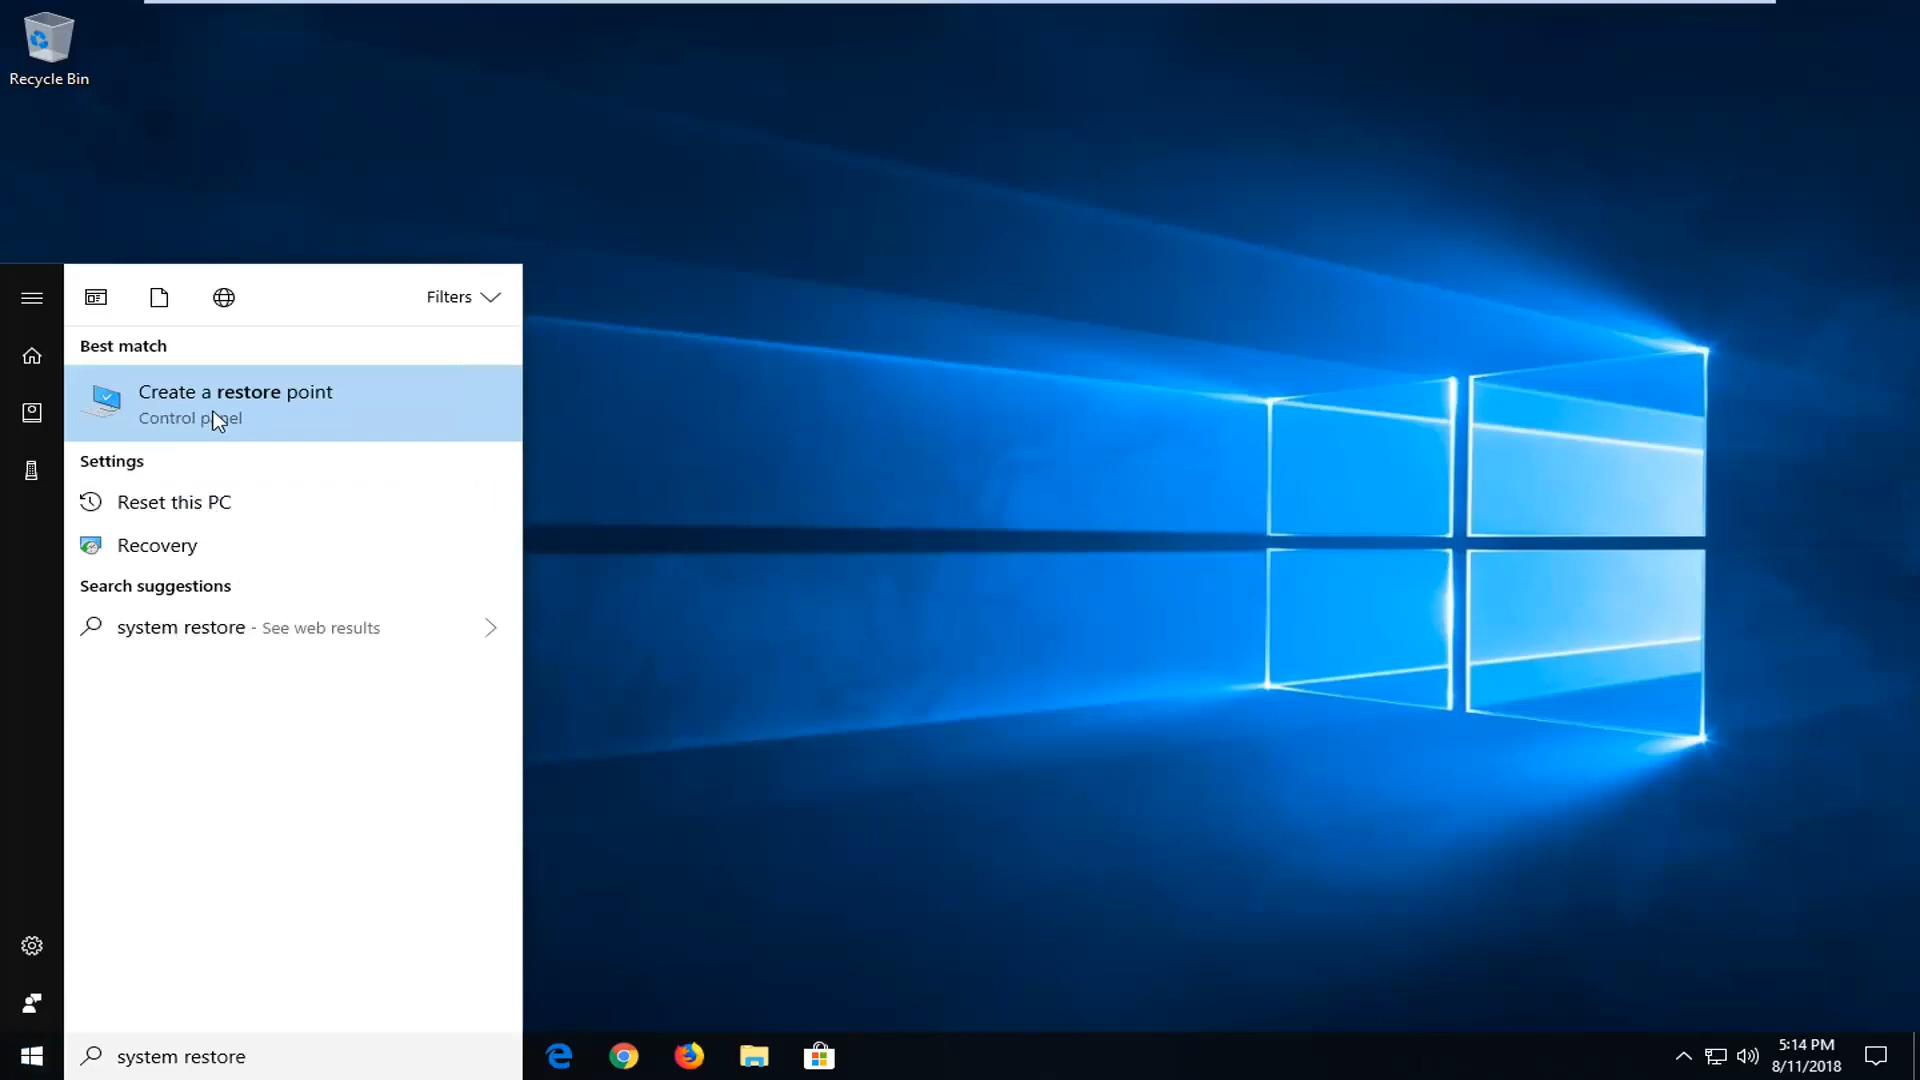 Recycle Bin
Filters
Best match
Create a restore point
Control panel
Settings
Reset this PC
Recovery
Search suggestions
system restore - See web results
system restore
5:14 PM
8/11/2018